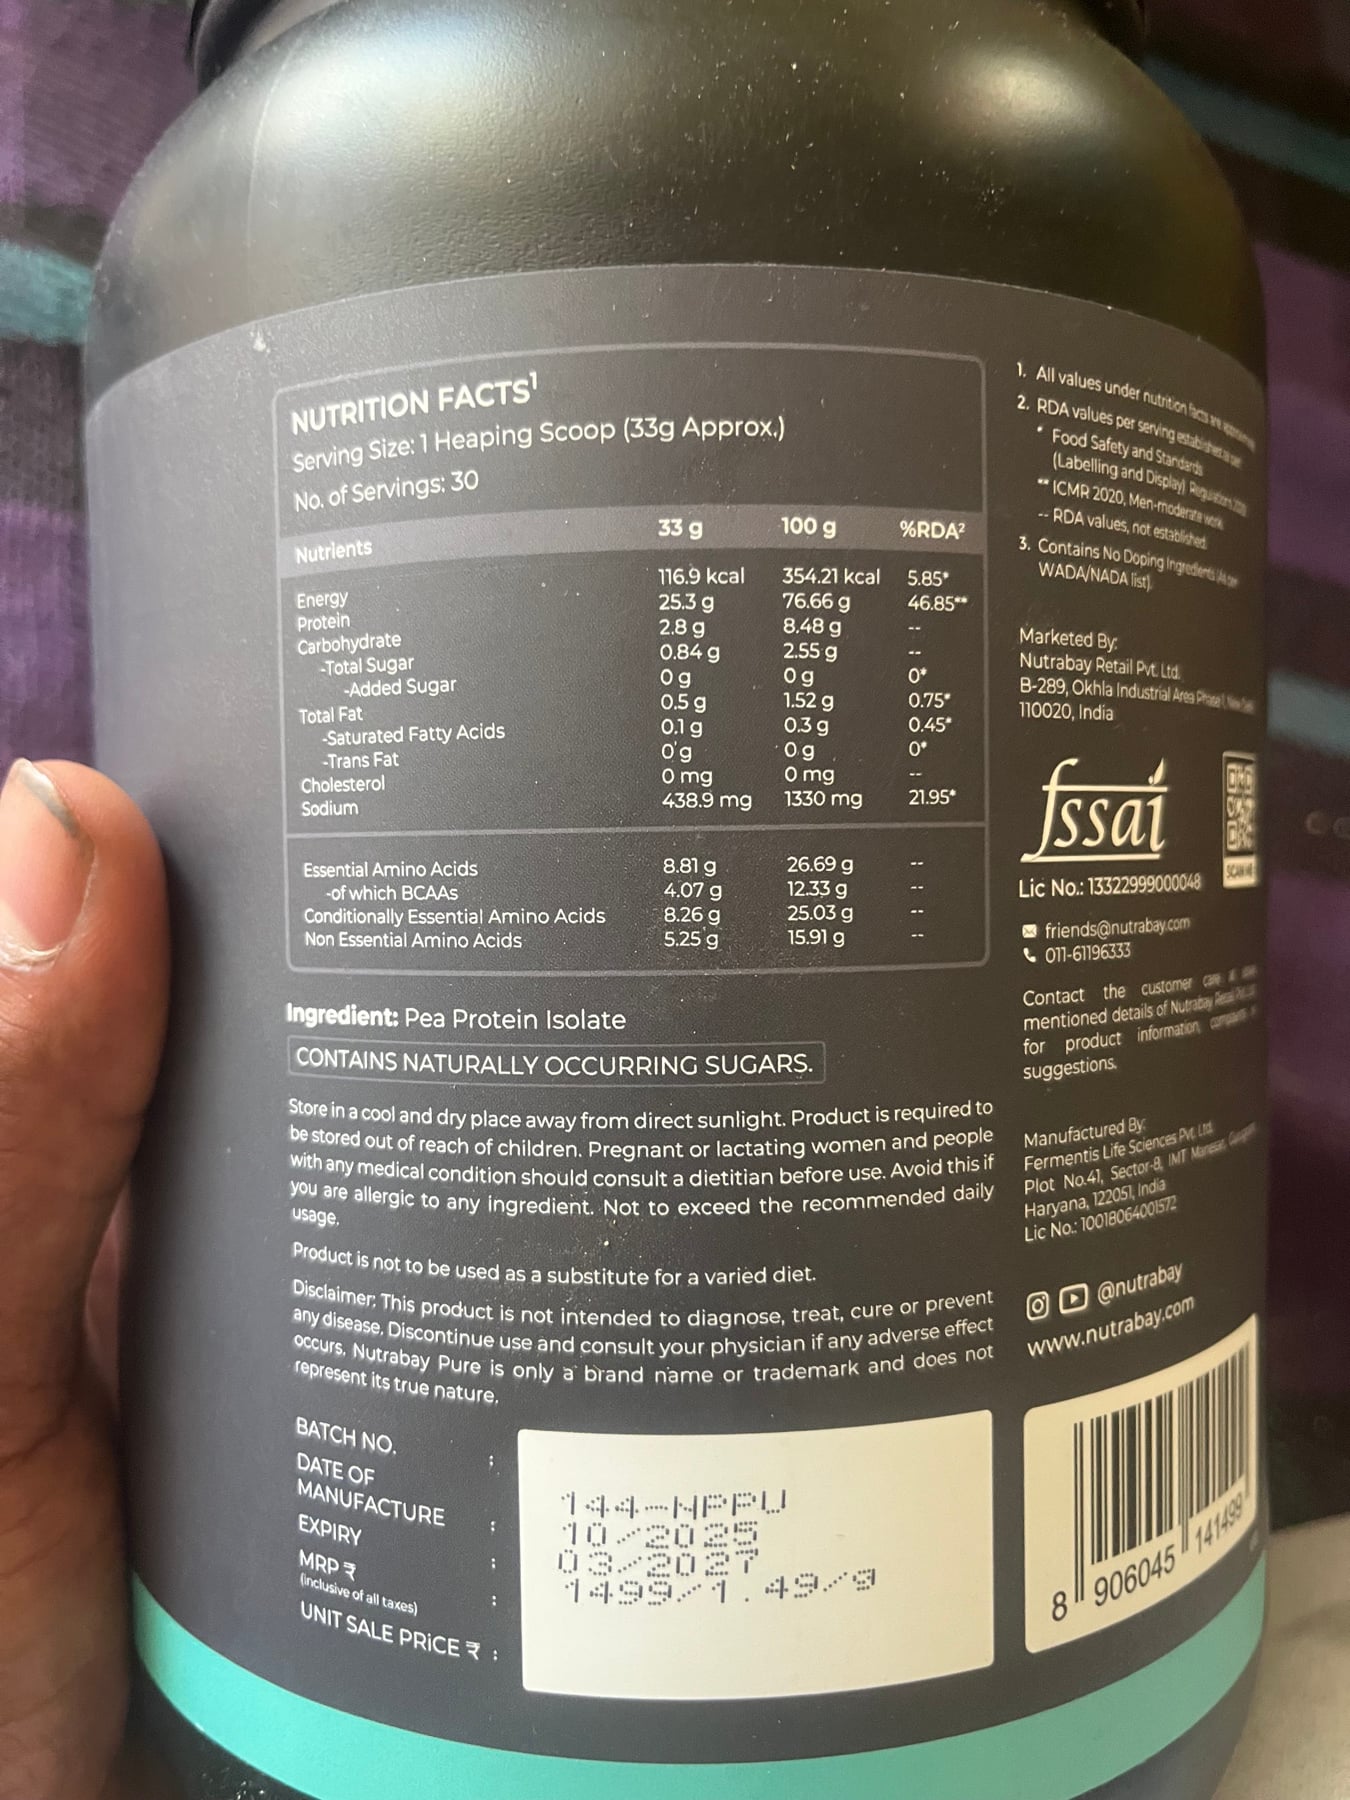 NUTRITION FACTS¹
Serving Size: 1 Heaping Scoop (33g Approx.)
No. of Servings: 30
Nutrients 33 g 100 g %RDA²
Energy 116.9 kcal 354.21 kcal 5.85*
Protein 25.3 g 76.66 g 46.85**
Carbohydrate 2.8 g 8.48 g --
-Total Sugar 0.84 g 2.55 g --
-Added Sugar 0 g 0 g 0*
Total Fat 0.5 g 1.52 g 0.75*
-Saturated Fatty Acids 0.1 g 0.3 g 0.45*
-Trans Fat 0 g 0 g 0*
Cholesterol 0 mg 0 mg --
Sodium 438.9 mg 1330 mg 21.95*
Essential Amino Acids 8.81 g 26.69 g --
-of which BCAAs 4.07 g 12.33 g --
Conditionally Essential Amino Acids 8.26 g 25.03 g --
Non Essential Amino Acids 5.25 g 15.91 g --
Ingredient: Pea Protein Isolate
CONTAINS NATURALLY OCCURRING SUGARS.
Store in a cool and dry place away from direct sunlight. Product is required to
be stored out of reach of children. Pregnant or lactating women and people
with any medical condition should consult a dietitian before use. Avoid this if
you are allergic to any ingredient. Not to exceed the recommended daily
usage.
Product is not to be used as a substitute for a varied diet.
Disclaimer: This product is not intended to diagnose, treat, cure or prevent
any disease. Discontinue use and consult your physician if any adverse effect
occurs. Nutrabay Pure is only a brand name or trademark and does not
represent its true nature.
BATCH NO. :
DATE OF
MANUFACTURE :
EXPIRY :
MRP ₹
(inclusive of all taxes) :
UNIT SALE PRiCE ₹ :
144-NPPU
10/2025
03/2027
1499/1.49/g
1. All values under nutrition facts are
2. RDA values per serving established
* Food Safety and Standards
(Labelling and Display) Regulations
** ICMR 2020, Men-moderate work
-- RDA values, not established
3. Contains No Doping Ingredients
WADA/NADA list).
Marketed By:
Nutrabay Retail Pvt. Ltd.
B-289, Okhla Industrial Area Phase
110020, India
fssai
SCAN ME
Lic No.: 13322999000048
friends@nutrabay.com
011-61196333
Contact the customer care
mentioned details of Nutrabay Retail
for product information,
suggestions.
Manufactured By:
Fermentis Life Sciences Pvt. Ltd.
Plot No.41, Sector-8, IMT Manesar,
Haryana, 122051, India
Lic No.: 10018064001572
@nutrabay
www.nutrabay.com
8 906045 141499